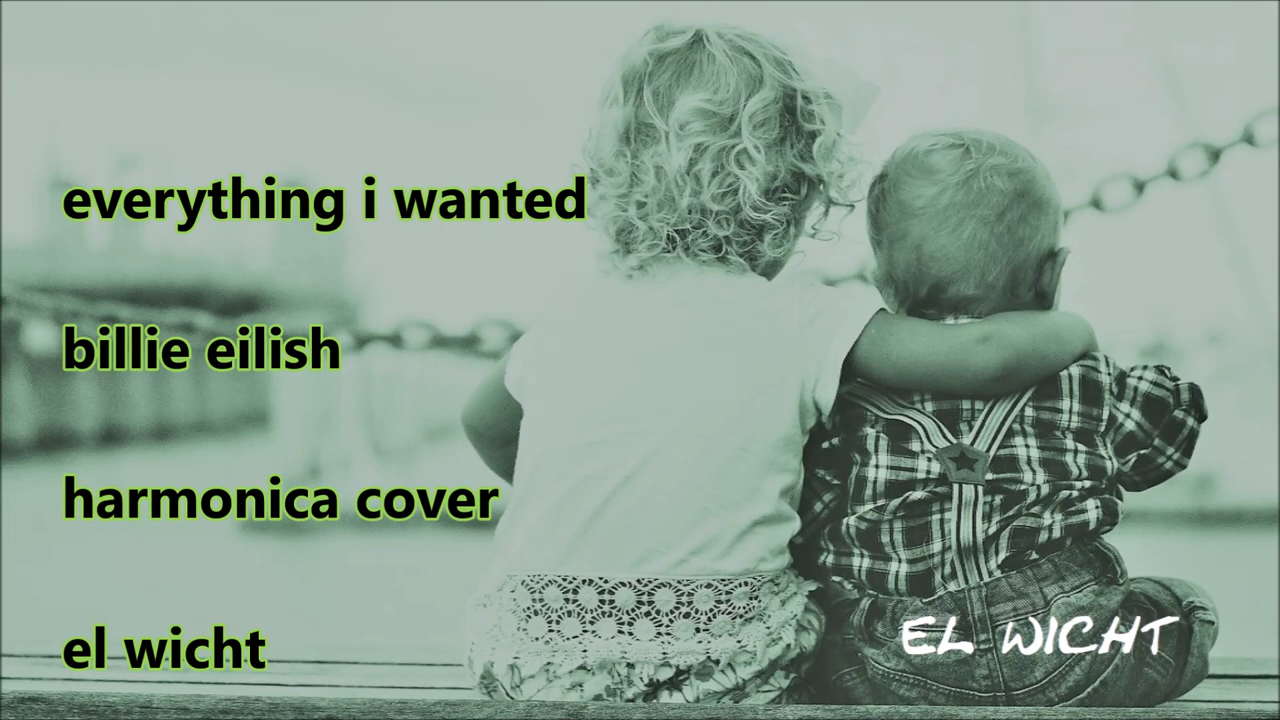 everything i wanted
billie eilish
harmonica cover
el wicht
EL WICHT